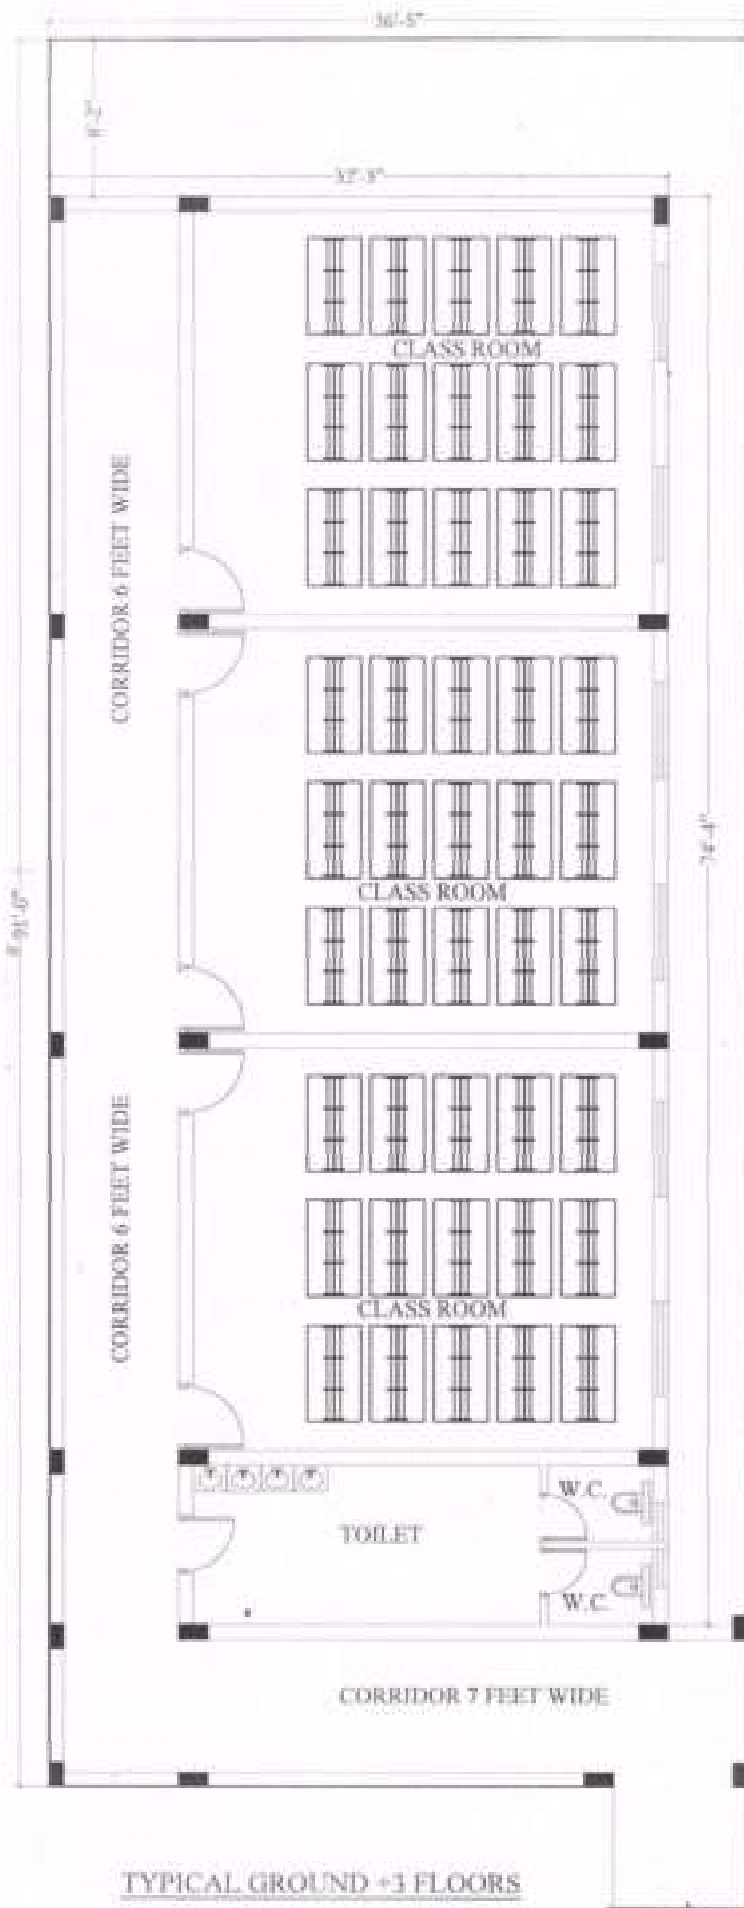 36'-5"
32'-3"
CLASS ROOM
CORRIDOR 6 FEET WIDE
CLASS ROOM
CORRIDOR 6 FEET WIDE
CLASS ROOM
W.C.
TOILET
W.C.
CORRIDOR 7 FEET WIDE
TYPICAL GROUND +3 FLOORS